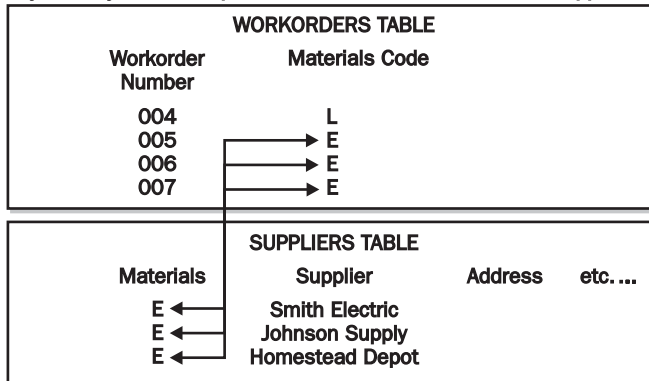 WORKORDERS TABLE
Workorder Number Materials Code
004 L
005 E
006 E
007 E
SUPPLIERS TABLE
Materials Supplier Address etc....
E Smith Electric
E Johnson Supply
E Homestead Depot